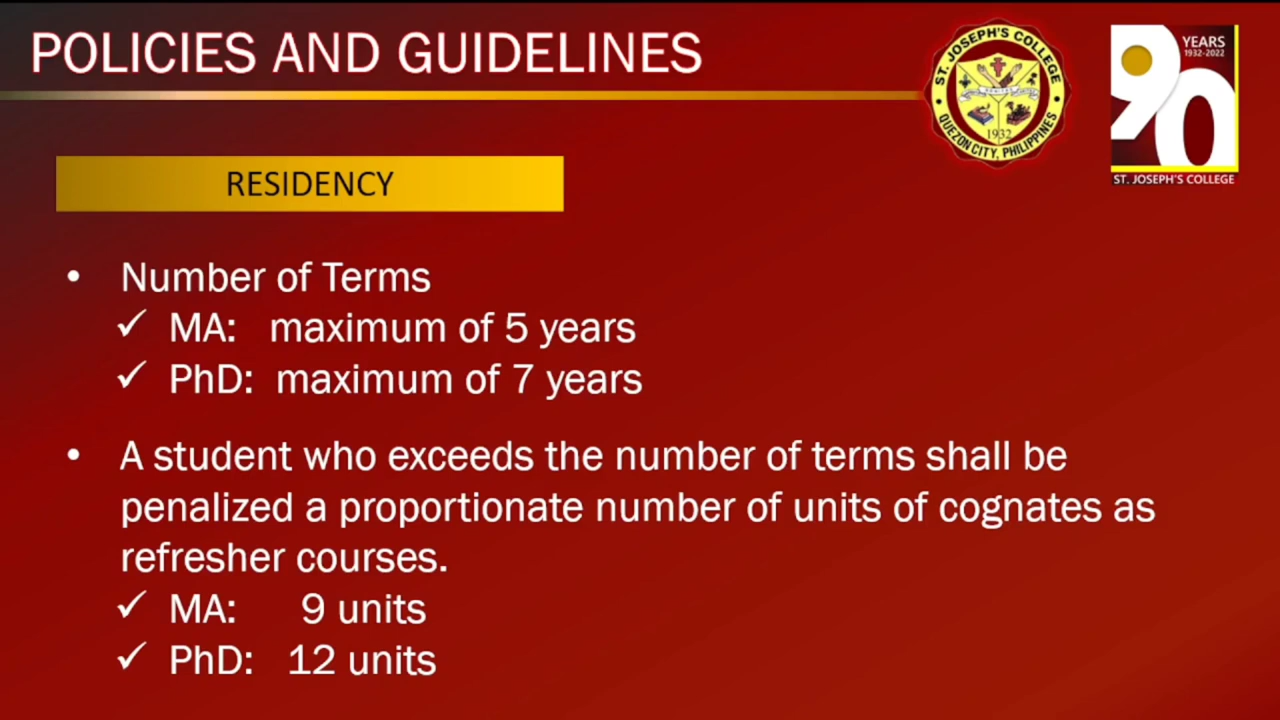 POLICIES AND GUIDELINES
ST. JOSEPH'S COLLEGE
QUEZON CITY, PHILIPPINES
1932
YEARS
1932-2022
90
ST. JOSEPH'S COLLEGE
RESIDENCY
• Number of Terms
✓ MA: maximum of 5 years
✓ PhD: maximum of 7 years
• A student who exceeds the number of terms shall be
penalized a proportionate number of units of cognates as
refresher courses.
✓ MA: 9 units
✓ PhD: 12 units